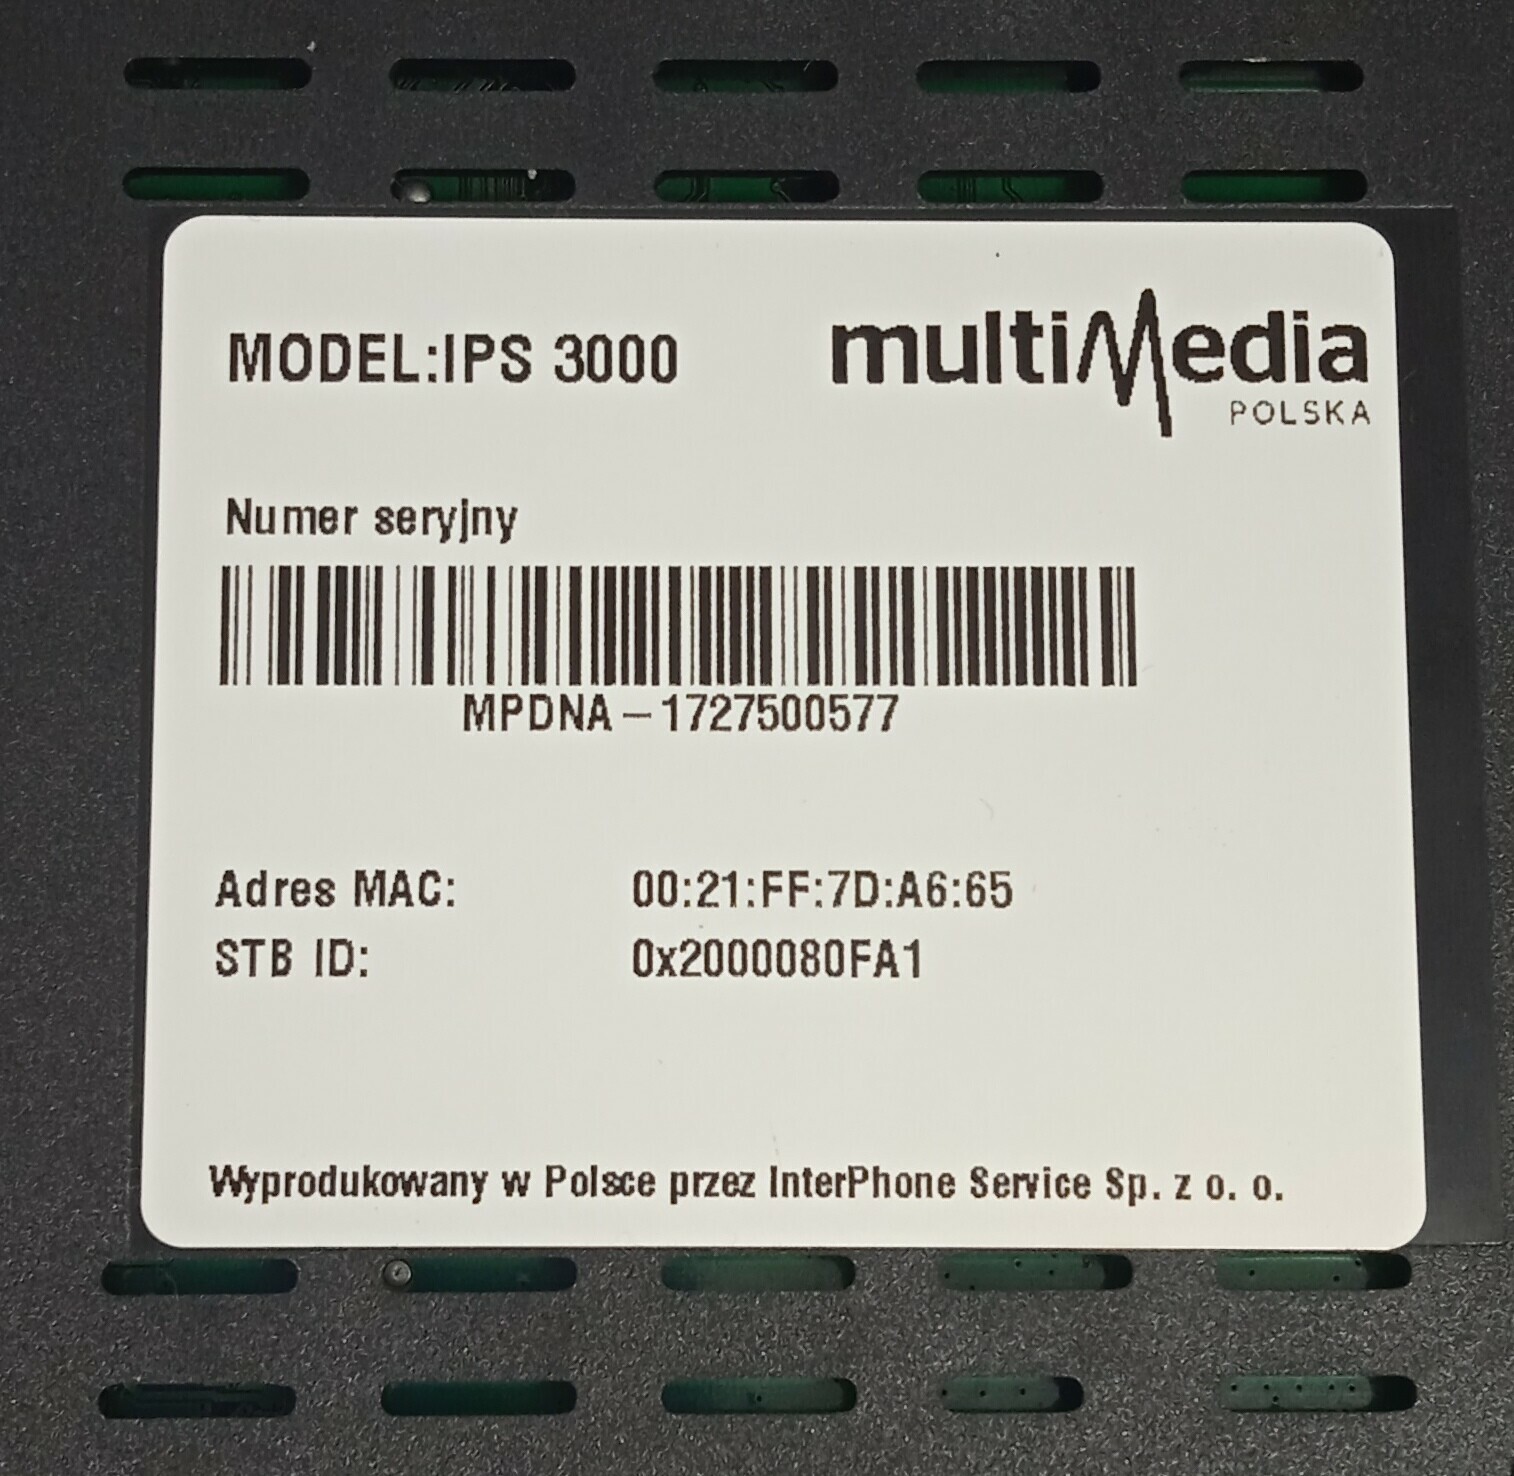 MODEL:IPS 3000
multiMedia
POLSKA
Numer seryjny
MPDNA-1727500577
Adres MAC: 00:21:FF:7D:A6:65
STB ID: 0x2000080FA1
Wyprodukowany w Polsce przez InterPhone Service Sp. z o. o.